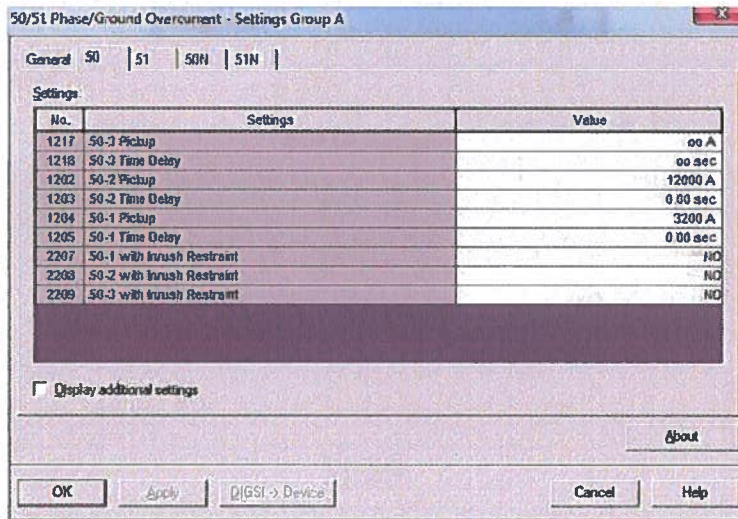 50/51 Phase/Ground Overcurrent - Settings Group A
General 50 51 50N 51N
Settings:
No. Settings Value
1217 50-3 Pickup oo A
1218 50-3 Time Delay oo sec
1202 50-2 Pickup 12000 A
1203 50-2 Time Delay 0.00 sec
1204 50-1 Pickup 3200 A
1205 50-1 Time Delay 0.00 sec
2207 50-1 with Inrush Restraint NO
2208 50-2 with Inrush Restraint NO
2209 50-3 with Inrush Restraint NO
Display additional settings
About
OK Apply DIGSI -> Device Cancel Help